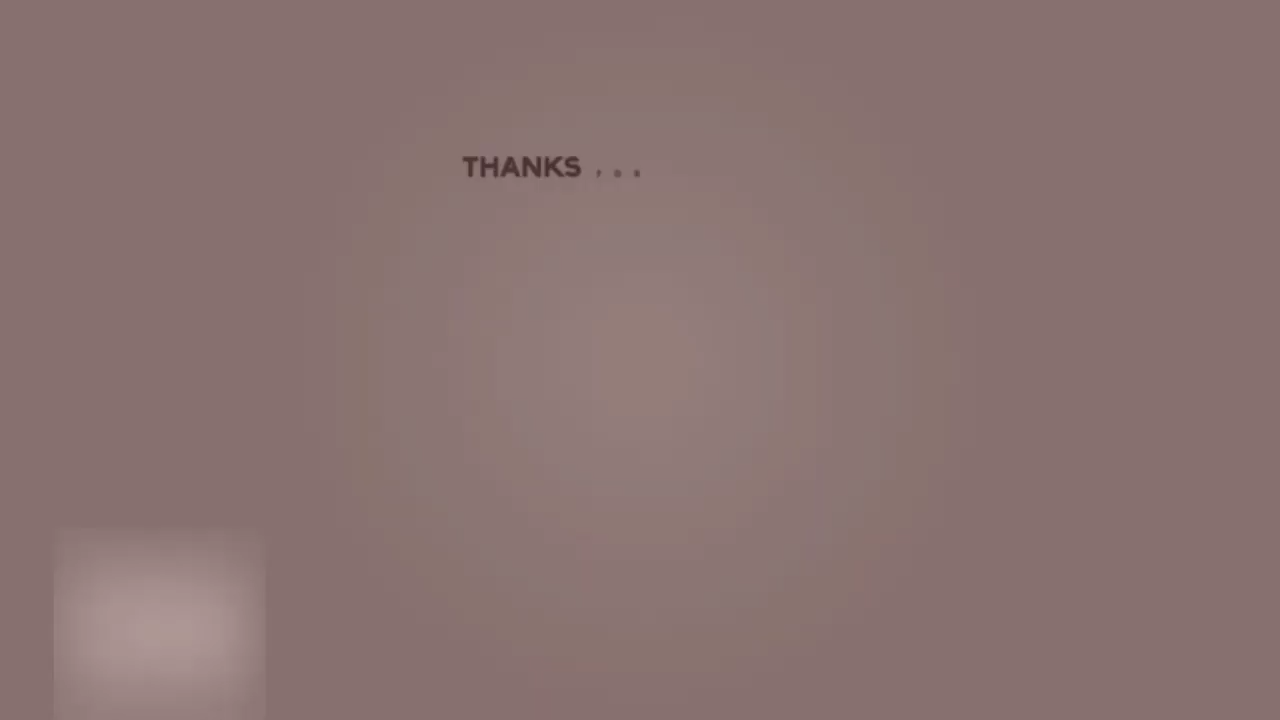 THANKS . . .